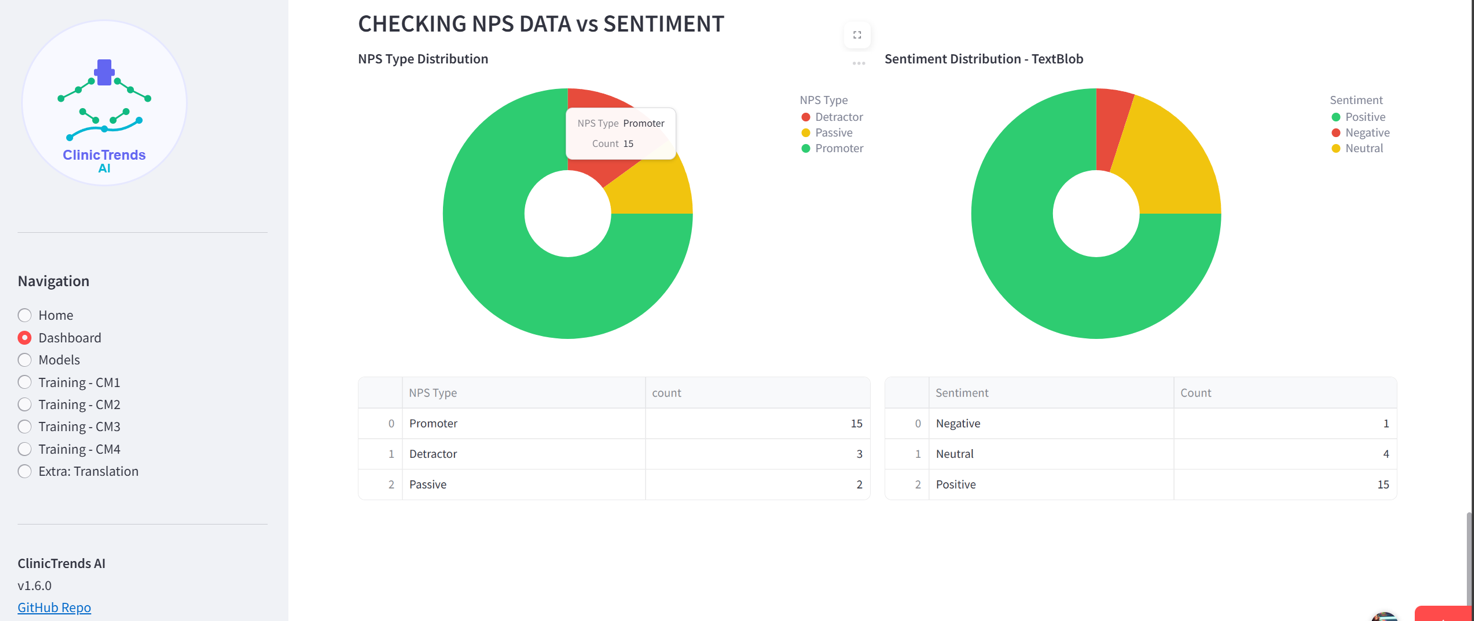 ClinicTrends
AI
Navigation
Home
Dashboard
Models
Training - CM1
Training - CM2
Training - CM3
Training - CM4
Extra: Translation
ClinicTrends AI
v1.6.0
GitHub Repo
CHECKING NPS DATA vs SENTIMENT
NPS Type Distribution
NPS Type Promoter
Count 15
NPS Type
Detractor
Passive
Promoter
Sentiment Distribution - TextBlob
Sentiment
Positive
Negative
Neutral
NPS Type count
0 Promoter 15
1 Detractor 3
2 Passive 2
Sentiment Count
0 Negative 1
1 Neutral 4
2 Positive 15